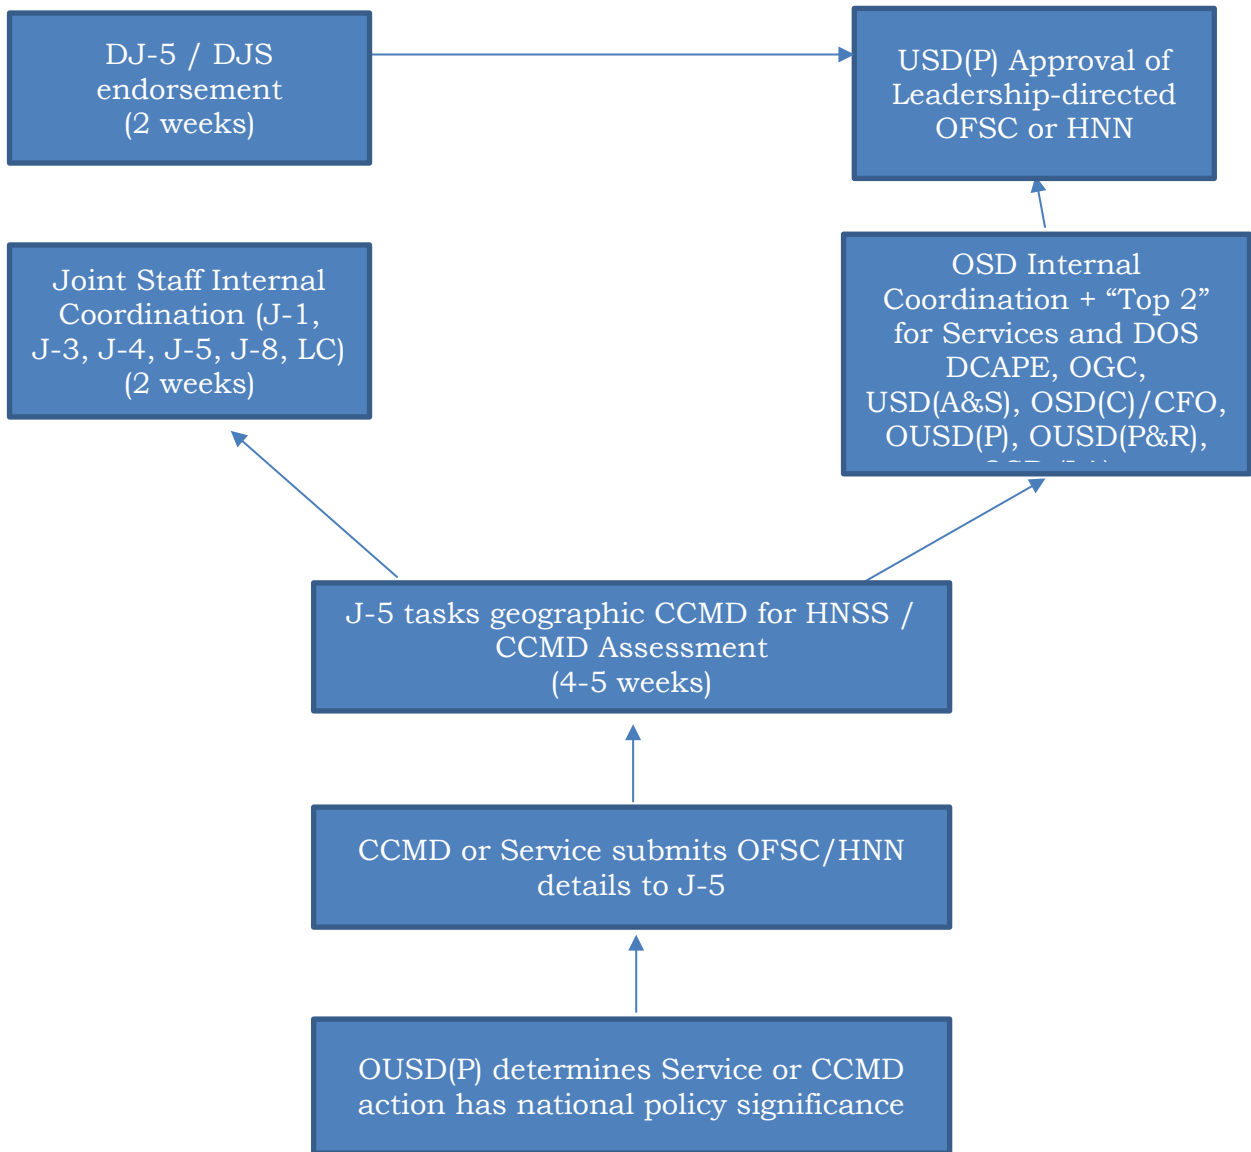 DJ-5 / DJS
endorsement
(2 weeks)
USD(P) Approval of
Leadership-directed
OFSC or HNN
Joint Staff Internal
Coordination (J-1,
J-3, J-4, J-5, J-8, LC)
(2 weeks)
OSD Internal
Coordination + “Top 2”
for Services and DOS
DCAPE, OGC,
USD(A&S), OSD(C)/CFO,
OUSD(P), OUSD(P&R),
J-5 tasks geographic CCMD for HNSS /
CCMD Assessment
(4-5 weeks)
CCMD or Service submits OFSC/HNN
details to J-5
OUSD(P) determines Service or CCMD
action has national policy significance